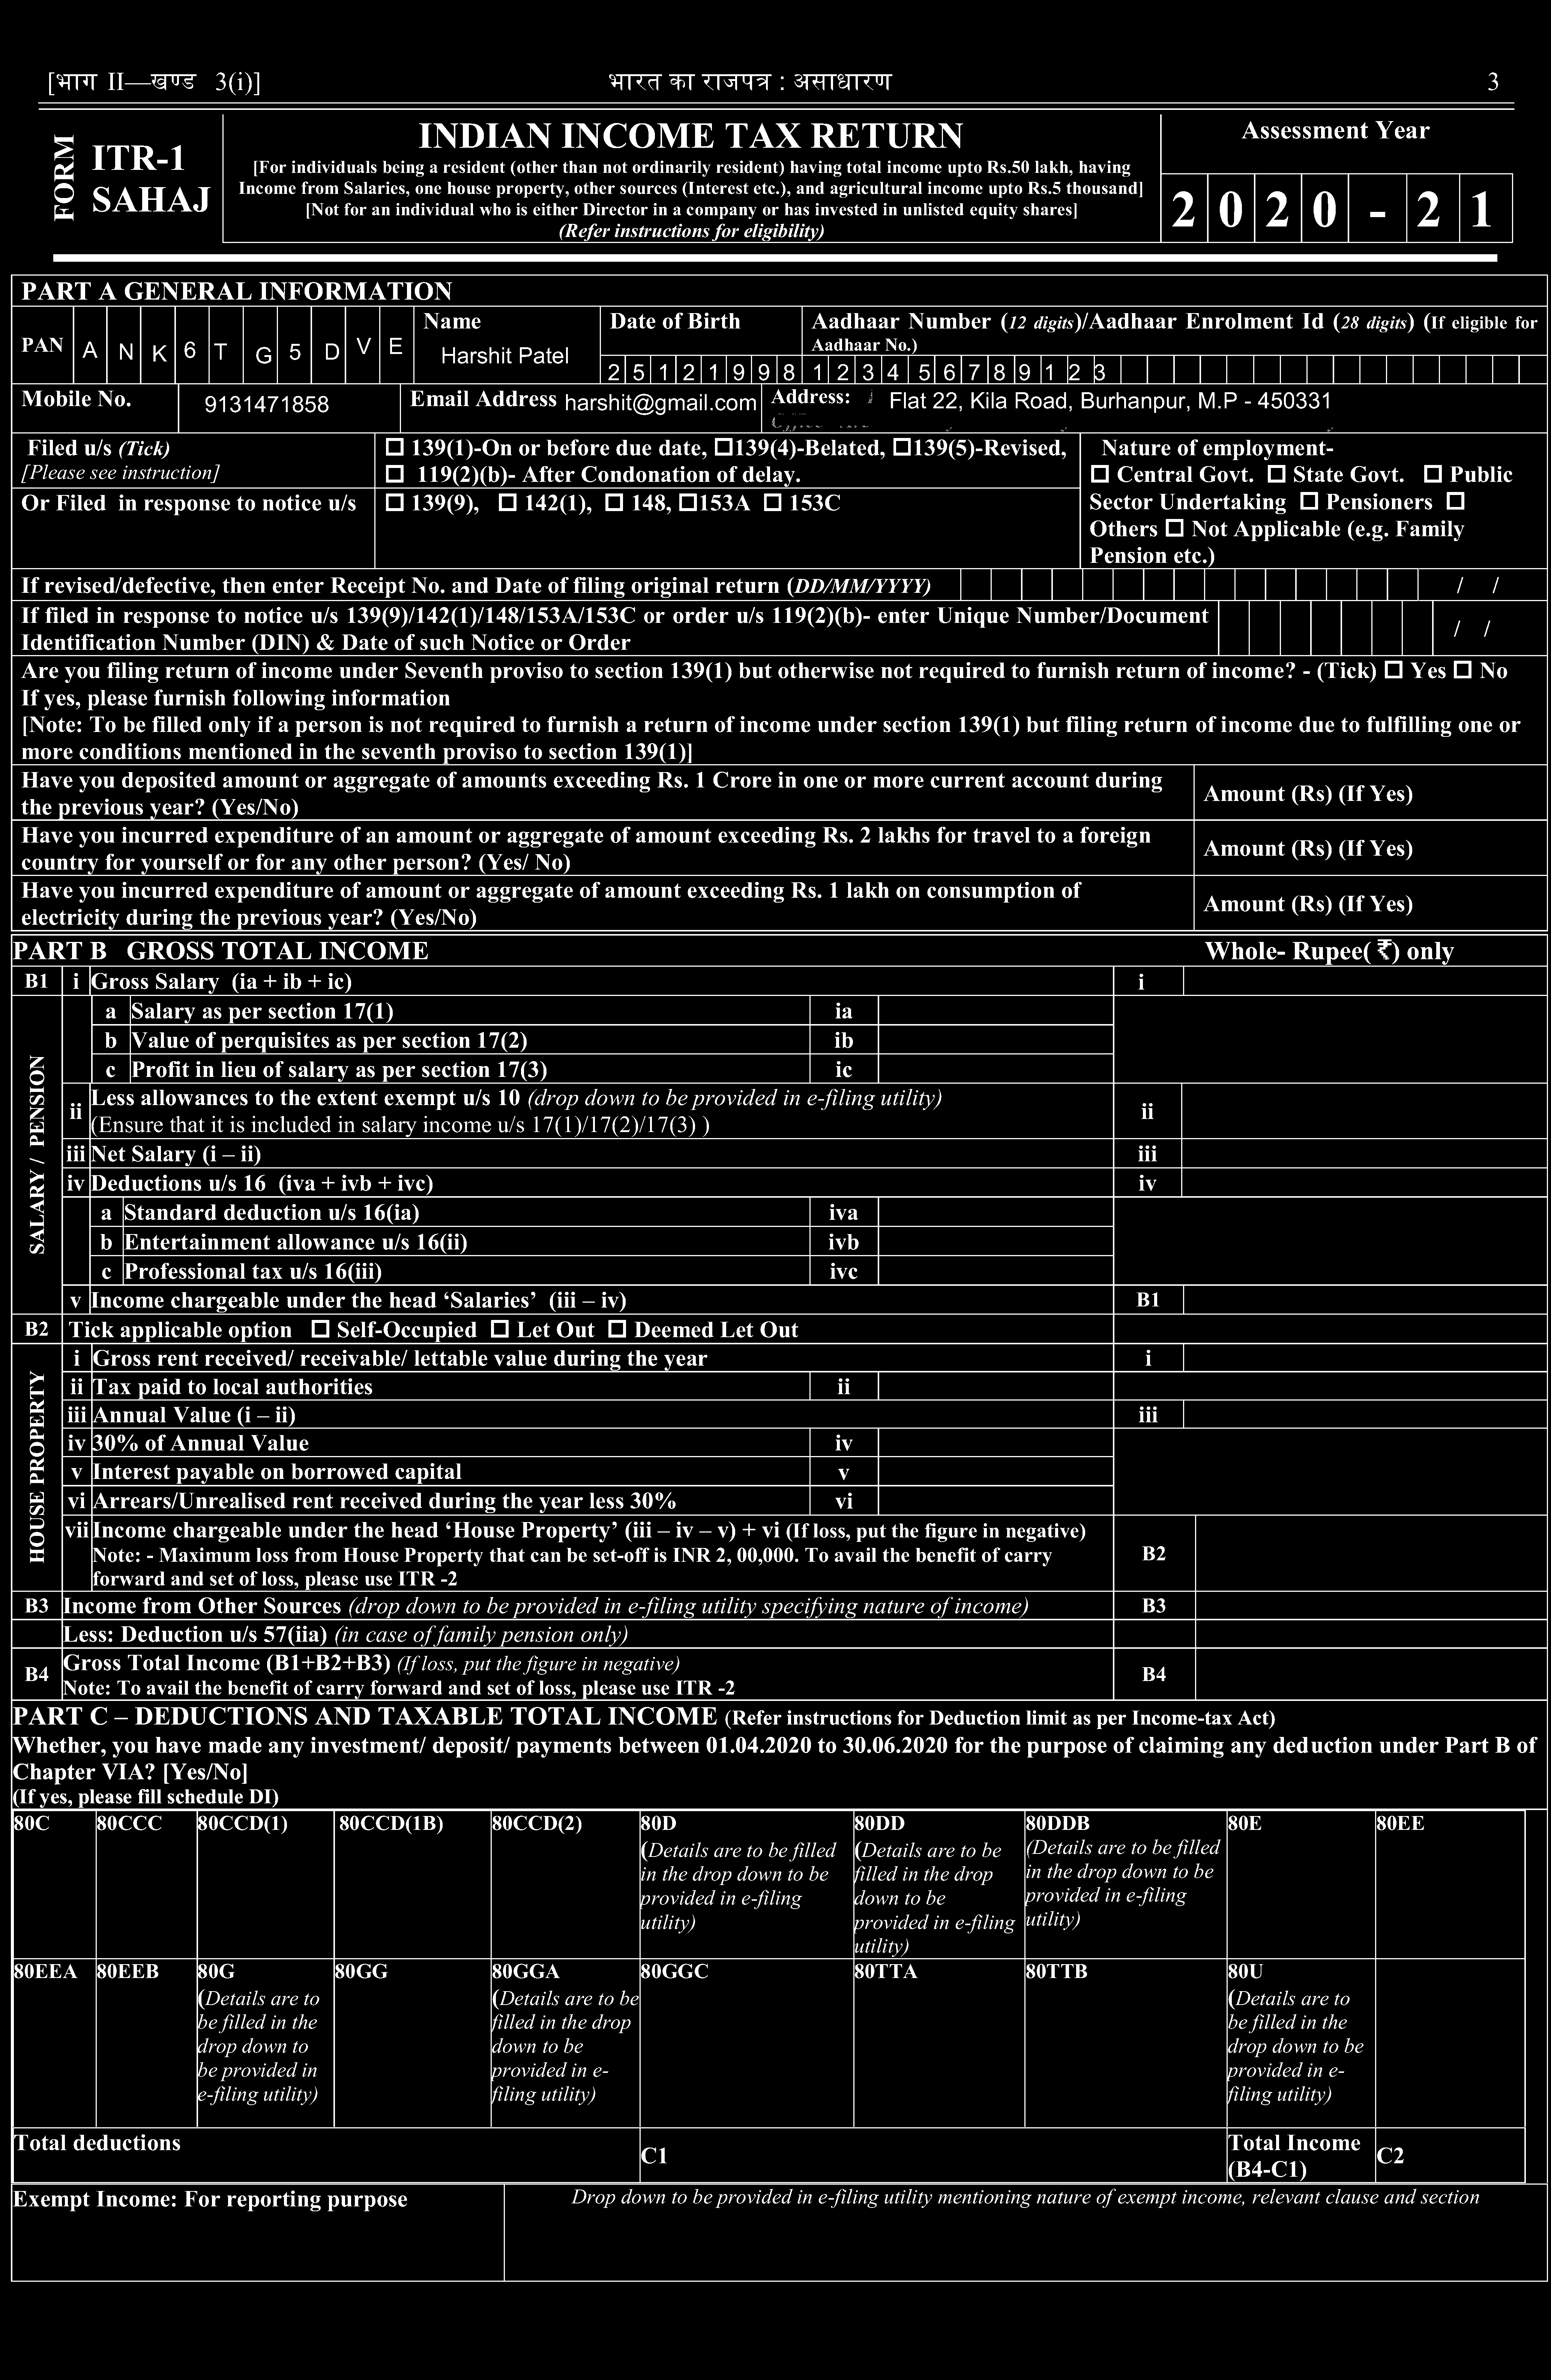 [भाग II—खण्ड 3(i)] भारत का राजपत्र : असाधारण 3
FORM ITR-1 SAHAJ
INDIAN INCOME TAX RETURN
[For individuals being a resident (other than not ordinarily resident) having total income upto Rs.50 lakh, having
Income from Salaries, one house property, other sources (Interest etc.), and agricultural income upto Rs.5 thousand]
[Not for an individual who is either Director in a company or has invested in unlisted equity shares]
(Refer instructions for eligibility)
Assessment Year
2 0 2 0 - 2 1
PART A GENERAL INFORMATION
PAN A N K 6 T G 5 D V E
Name
Harshit Patel
Date of Birth
2 5 1 2 1 9 9 8
Aadhaar Number (12 digits)/Aadhaar Enrolment Id (28 digits) (If eligible for
Aadhaar No.)
1 2 3 4 5 6 7 8 9 1 2 3
Mobile No. 9131471858
Email Address harshit@gmail.com
Address: Flat 22, Kila Road, Burhanpur, M.P - 450331
Filed u/s (Tick)
[Please see instruction]
☐ 139(1)-On or before due date, ☐139(4)-Belated, ☐139(5)-Revised,
☐ 119(2)(b)- After Condonation of delay.
Or Filed in response to notice u/s ☐ 139(9), ☐ 142(1), ☐ 148, ☐153A ☐ 153C
Nature of employment-
☐ Central Govt. ☐ State Govt. ☐ Public
Sector Undertaking ☐ Pensioners ☐
Others ☐ Not Applicable (e.g. Family
Pension etc.)
If revised/defective, then enter Receipt No. and Date of filing original return (DD/MM/YYYY) / /
If filed in response to notice u/s 139(9)/142(1)/148/153A/153C or order u/s 119(2)(b)- enter Unique Number/Document
Identification Number (DIN) & Date of such Notice or Order / /
Are you filing return of income under Seventh proviso to section 139(1) but otherwise not required to furnish return of income? - (Tick) ☐ Yes ☐ No
If yes, please furnish following information
[Note: To be filled only if a person is not required to furnish a return of income under section 139(1) but filing return of income due to fulfilling one or
more conditions mentioned in the seventh proviso to section 139(1)]
Have you deposited amount or aggregate of amounts exceeding Rs. 1 Crore in one or more current account during
the previous year? (Yes/No)
Amount (Rs) (If Yes)
Have you incurred expenditure of an amount or aggregate of amount exceeding Rs. 2 lakhs for travel to a foreign
country for yourself or for any other person? (Yes/ No)
Amount (Rs) (If Yes)
Have you incurred expenditure of amount or aggregate of amount exceeding Rs. 1 lakh on consumption of
electricity during the previous year? (Yes/No)
Amount (Rs) (If Yes)
PART B GROSS TOTAL INCOME Whole- Rupee( ₹) only
B1 i Gross Salary (ia + ib + ic) i
SALARY / PENSION
a Salary as per section 17(1) ia
b Value of perquisites as per section 17(2) ib
c Profit in lieu of salary as per section 17(3) ic
ii Less allowances to the extent exempt u/s 10 (drop down to be provided in e-filing utility)
(Ensure that it is included in salary income u/s 17(1)/17(2)/17(3) ) ii
iii Net Salary (i – ii) iii
iv Deductions u/s 16 (iva + ivb + ivc) iv
a Standard deduction u/s 16(ia) iva
b Entertainment allowance u/s 16(ii) ivb
c Professional tax u/s 16(iii) ivc
v Income chargeable under the head ‘Salaries’ (iii – iv) B1
B2 Tick applicable option ☐ Self-Occupied ☐ Let Out ☐ Deemed Let Out
HOUSE PROPERTY
i Gross rent received/ receivable/ lettable value during the year i
ii Tax paid to local authorities ii
iii Annual Value (i – ii) iii
iv 30% of Annual Value iv
v Interest payable on borrowed capital v
vi Arrears/Unrealised rent received during the year less 30% vi
vii Income chargeable under the head ‘House Property’ (iii – iv – v) + vi (If loss, put the figure in negative)
Note: - Maximum loss from House Property that can be set-off is INR 2, 00,000. To avail the benefit of carry
forward and set of loss, please use ITR -2
B2
B3 Income from Other Sources (drop down to be provided in e-filing utility specifying nature of income) B3
Less: Deduction u/s 57(iia) (in case of family pension only)
B4 Gross Total Income (B1+B2+B3) (If loss, put the figure in negative)
Note: To avail the benefit of carry forward and set of loss, please use ITR -2
B4
PART C – DEDUCTIONS AND TAXABLE TOTAL INCOME (Refer instructions for Deduction limit as per Income-tax Act)
Whether, you have made any investment/ deposit/ payments between 01.04.2020 to 30.06.2020 for the purpose of claiming any deduction under Part B of
Chapter VIA? [Yes/No]
(If yes, please fill schedule DI)
80C
80CCC
80CCD(1)
80CCD(1B)
80CCD(2)
80D
(Details are to be filled
in the drop down to be
provided in e-filing
utility)
80DD
(Details are to be
filled in the drop
down to be
provided in e-filing
utility)
80DDB
(Details are to be filled
in the drop down to be
provided in e-filing
utility)
80E
80EE
80EEA
80EEB
80G
(Details are to
be filled in the
drop down to
be provided in
e-filing utility)
80GG
80GGA
(Details are to be
filled in the drop
down to be
provided in e-
filing utility)
80GGC
80TTA
80TTB
80U
(Details are to
be filled in the
drop down to be
provided in e-
filing utility)
Total deductions C1
Total Income
(B4-C1)
C2
Exempt Income: For reporting purpose
Drop down to be provided in e-filing utility mentioning nature of exempt income, relevant clause and section